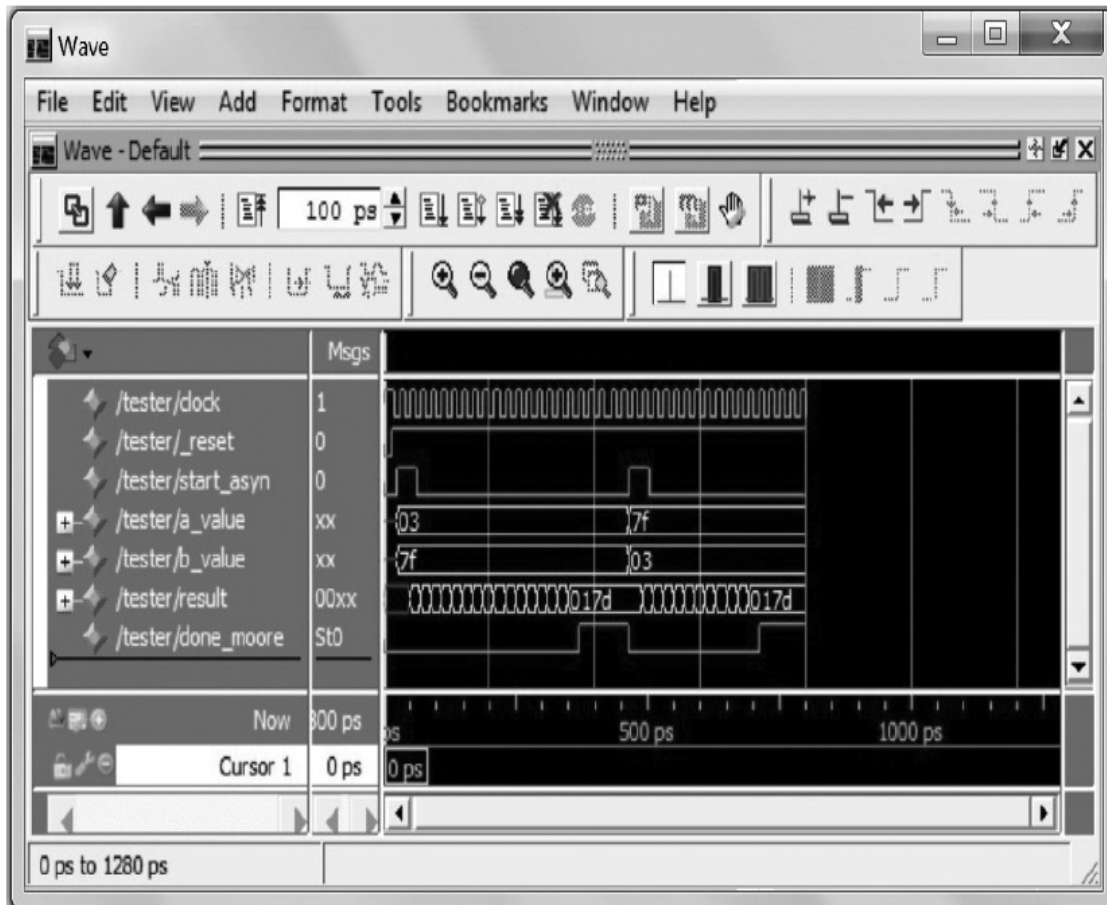 Wave
File Edit View Add Format Tools Bookmarks Window Help
Wave - Default
100 ps
Msgs
/tester/clock 1
/tester/_reset 0
/tester/start_asyn 0
/tester/a_value xx 03 7f
/tester/b_value xx 7f 03
/tester/result 00xx 017d 017d
/tester/done_moore St0
Now 800 ps ps 500 ps 1000 ps
Cursor 1 0 ps 0 ps
0 ps to 1280 ps